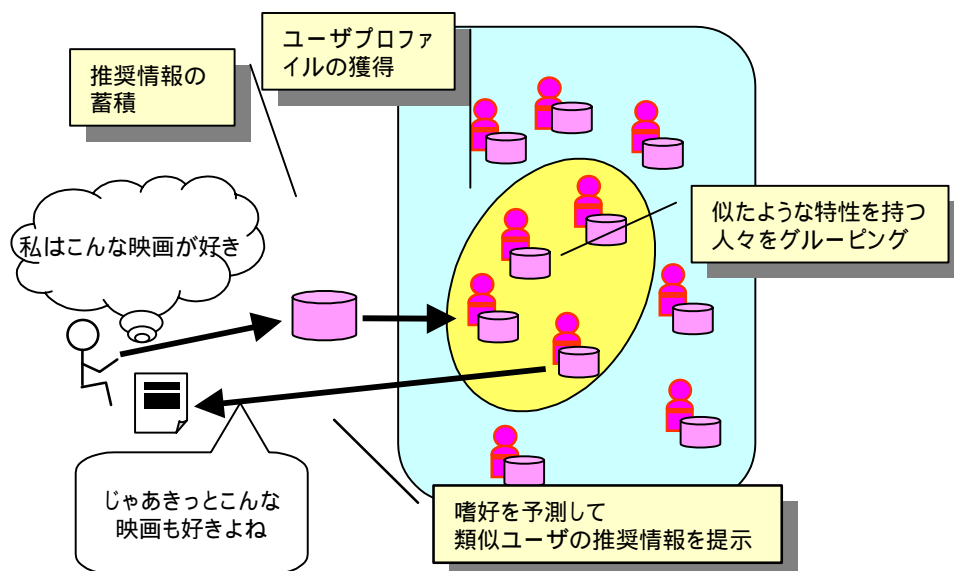 ユーザプロファ
イルの獲得
推奨情報の
蓄積
私はこんな映画が好き
似たような特性を持つ
人々をグルーピング
じゃあきっとこんな
映画も好きよね
嗜好を予測して
類似ユーザの推奨情報を提示